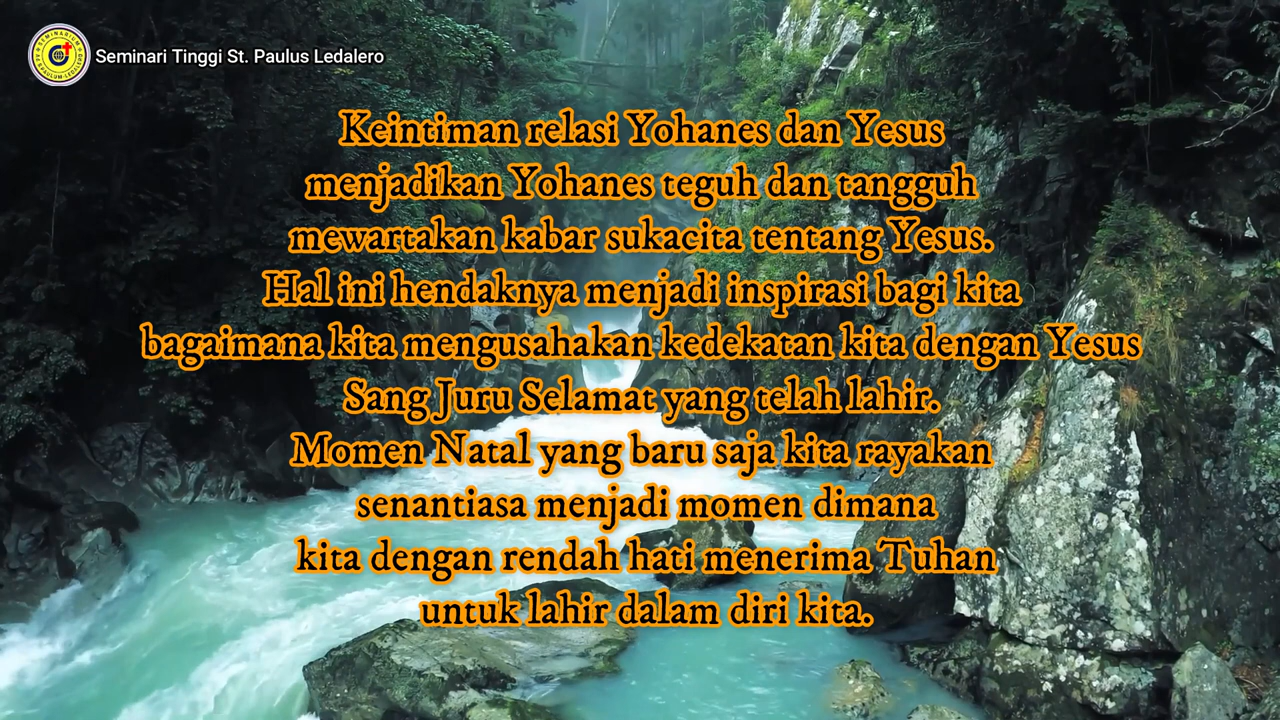 Seminari Tinggi St. Paulus Ledalero
Keintiman relasi Yohanes dan Yesus
menjadikan Yohanes teguh dan tangguh
mewartakan kabar sukacita tentang Yesus.
Hal ini hendaknya menjadi inspirasi bagi kita
bagaimana kita mengusahakan kedekatan kita dengan Yesus
Sang Juru Selamat yang telah lahir.
Momen Natal yang baru saja kita rayakan
senantiasa menjadi momen dimana
kita dengan rendah hati menerima Tuhan
untuk lahir dalam diri kita.